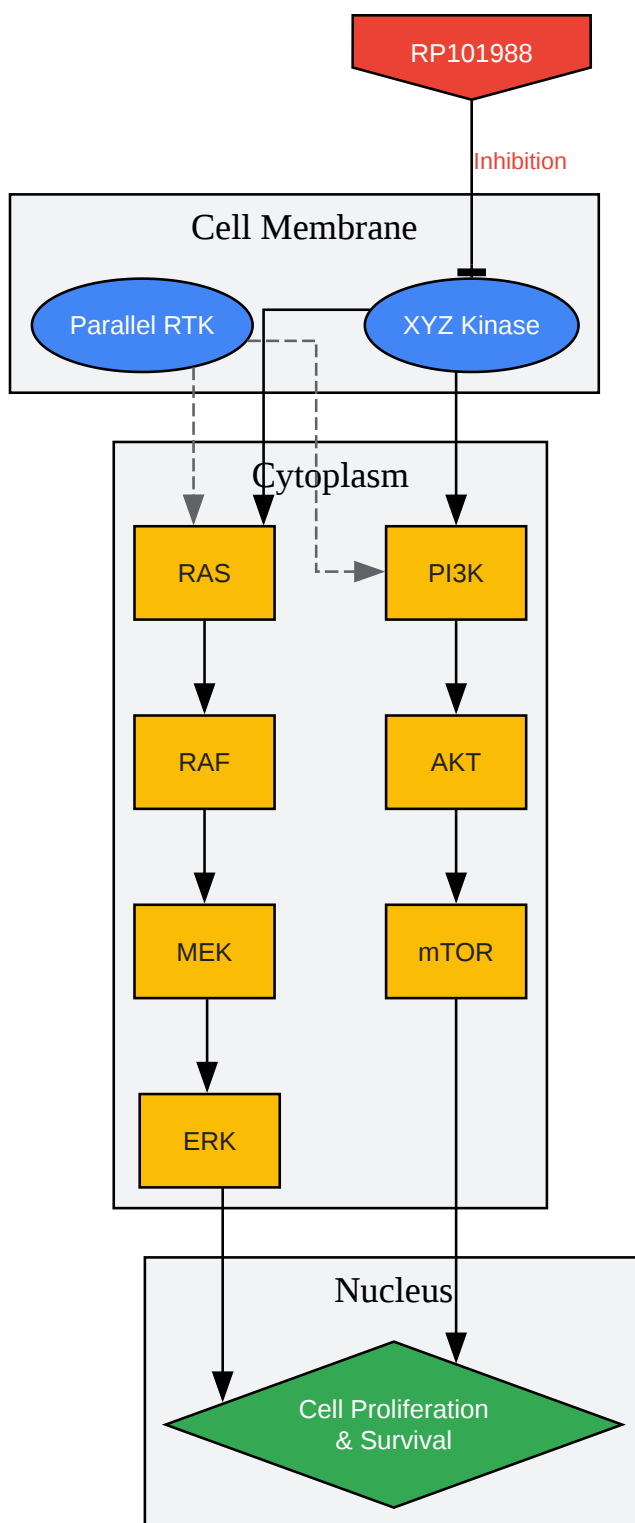 RP101988
Inhibition
Cell Membrane
Parallel RTK
XYZ Kinase
Cytoplasm
RAS
PI3K
RAF
AKT
MEK
mTOR
ERK
Nucleus
Cell Proliferation
& Survival